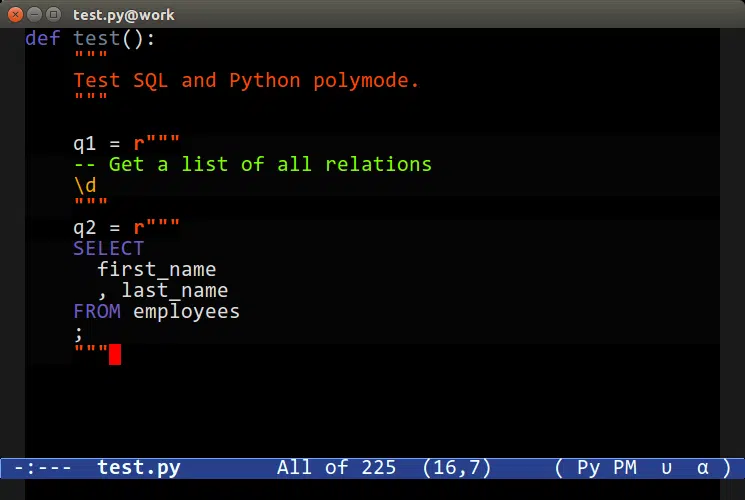 test.py@work
def test():
    """
    Test SQL and Python polymode.
    """

    q1 = r"""
    -- Get a list of all relations
    \d
    """
    q2 = r"""
    SELECT
      first_name
      , last_name
    FROM employees
    ;
    """
-:---  test.py        All of 225  (16,7)     ( Py PM  υ  α )